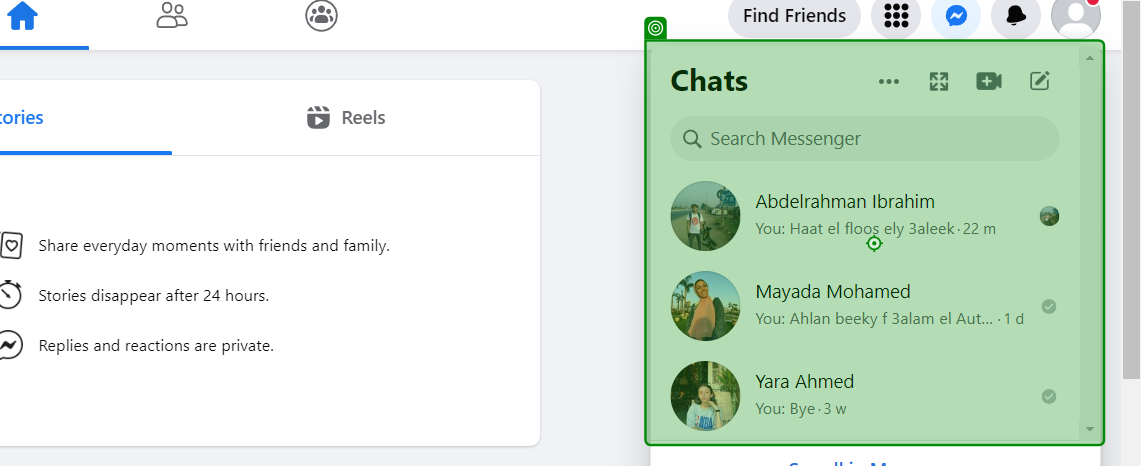 Find Friends
Chats
Search Messenger
Abdelrahman Ibrahim
You: Haat el floos ely 3aleek · 22 m
Mayada Mohamed
You: Ahlan beeky f 3alam el Aut... · 1 d
Yara Ahmed
You: Bye · 3 w
tories
Reels
Share everyday moments with friends and family.
Stories disappear after 24 hours.
Replies and reactions are private.